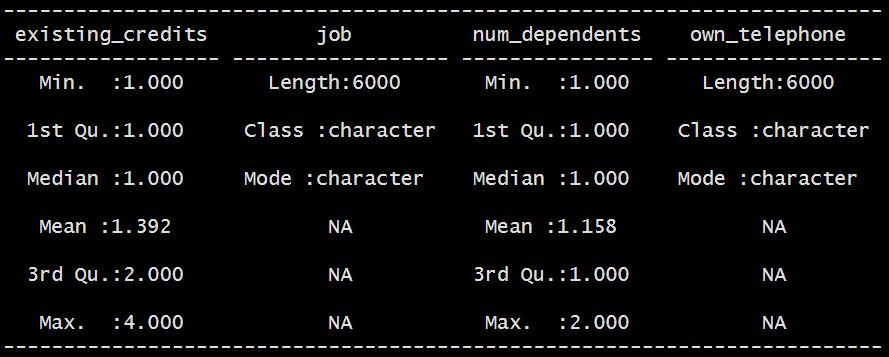 --------------------------------------------------------------------------
 existing_credits         job          num_dependents    own_telephone
------------------ ------------------ ---------------- ------------------
   Min.  :1.000       Length:6000       Min.  :1.000      Length:6000
  1st Qu.:1.000     Class :character   1st Qu.:1.000    Class :character
  Median :1.000     Mode :character    Median :1.000    Mode :character
   Mean :1.392             NA           Mean :1.158            NA
  3rd Qu.:2.000            NA          3rd Qu.:1.000           NA
   Max.  :4.000            NA           Max.  :2.000           NA
--------------------------------------------------------------------------